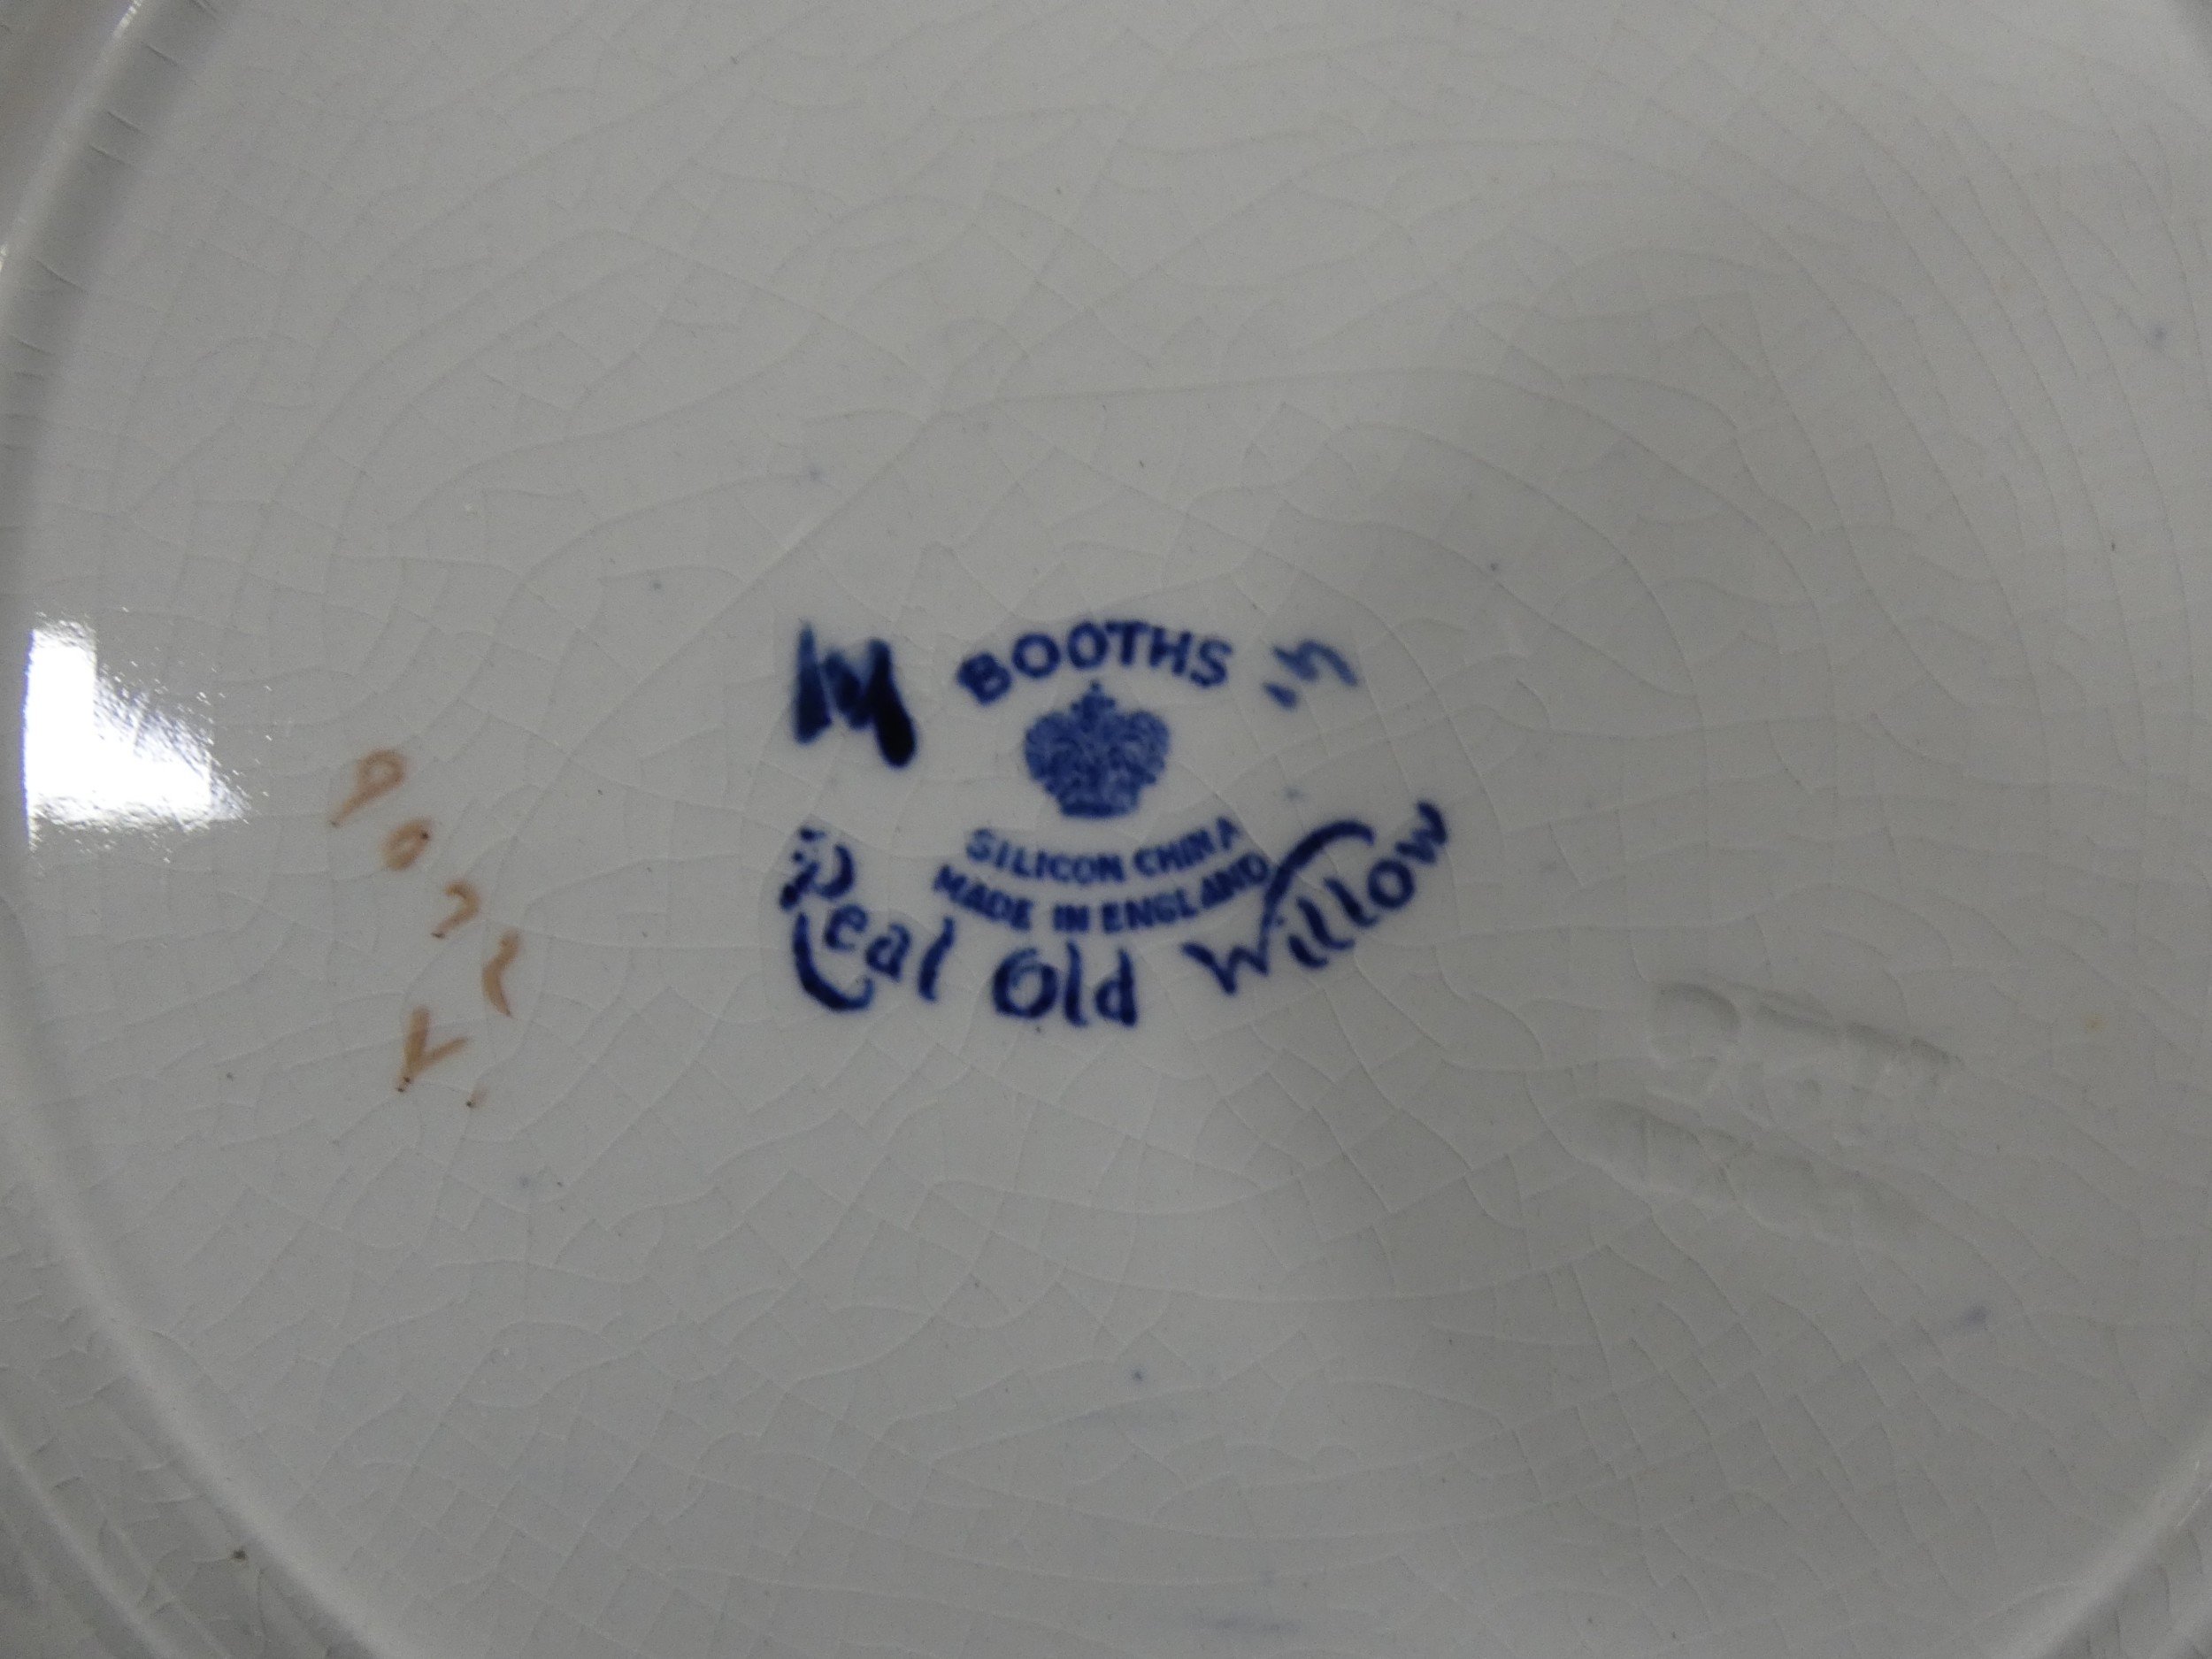 BOOTHS
SILICON CHINA
MADE IN ENGLAND
Real Old Willow